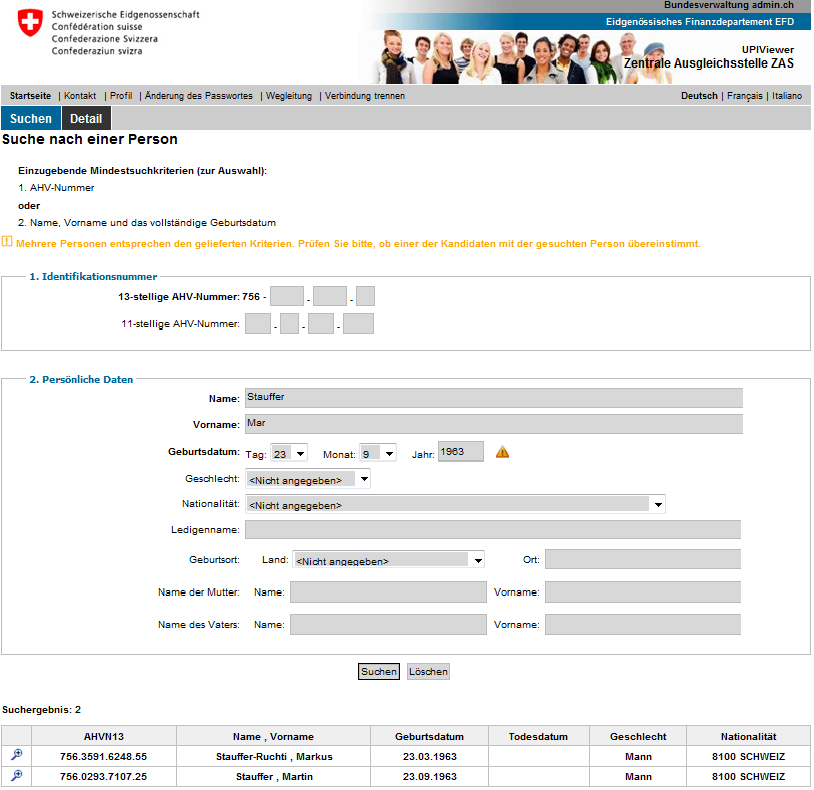 Schweizerische Eidgenossenschaft
Confédération suisse
Confederazione Svizzera
Confederaziun svizra
Bundesverwaltung admin.ch
Eidgenössisches Finanzdepartement EFD
UPIViewer
Zentrale Ausgleichsstelle ZAS
Startseite | Kontakt | Profil | Änderung des Passwortes | Wegleitung | Verbindung trennen
Deutsch | Français | Italiano
Suchen Detail
Suche nach einer Person
Einzugebende Mindestsuchkriterien (zur Auswahl):
1. AHV-Nummer
oder
2. Name, Vorname und das vollständige Geburtsdatum
Mehrere Personen entsprechen den gelieferten Kriterien. Prüfen Sie bitte, ob einer der Kandidaten mit der gesuchten Person übereinstimmt.
1. Identifikationsnummer
13-stellige AHV-Nummer: 756 - . .
11-stellige AHV-Nummer: . . .
2. Persönliche Daten
Name: Stauffer
Vorname: Mar
Geburtsdatum: Tag: 23 Monat: 9 Jahr: 1963
Geschlecht: <Nicht angegeben>
Nationalität: <Nicht angegeben>
Ledigenname:
Geburtsort: Land: <Nicht angegeben> Ort:
Name der Mutter: Name: Vorname:
Name des Vaters: Name: Vorname:
Suchen Löschen
Suchergebnis: 2
AHVN13 Name , Vorname Geburtsdatum Todesdatum Geschlecht Nationalität
756.3591.6248.55 Stauffer-Ruchti , Markus 23.03.1963 Mann 8100 SCHWEIZ
756.0293.7107.25 Stauffer , Martin 23.09.1963 Mann 8100 SCHWEIZ